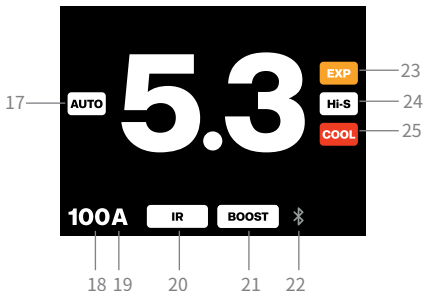 5.3
EXP
23
17
AUTO
Hi-S
24
COOL
25
100A
IR
BOOST
18 19 20 21 22